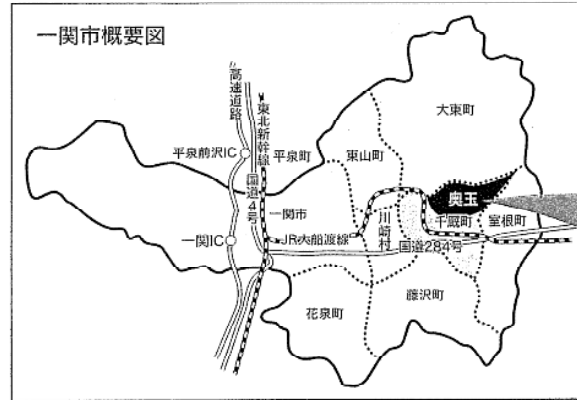 一関市概要図
高速道路
東北新幹線
国道4号
平泉前沢IC
平泉町
東山町
大東町
奥玉
千厩町
室根町
一関市
川崎村
一関IC
JR大船渡線
国道284号
花泉町
藤沢町